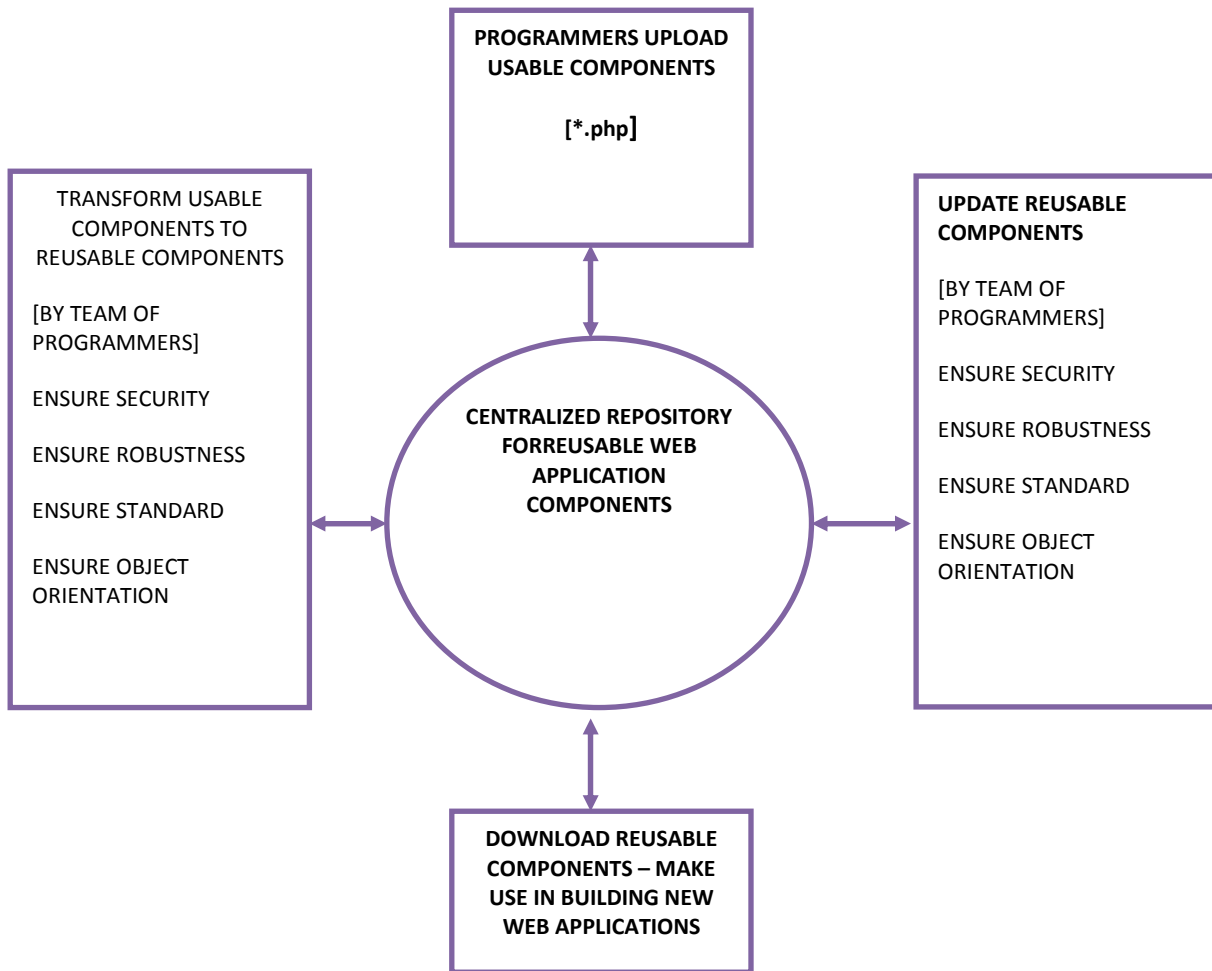 PROGRAMMERS UPLOAD
USABLE COMPONENTS
[*.php]
TRANSFORM USABLE
COMPONENTS TO
REUSABLE COMPONENTS
[BY TEAM OF
PROGRAMMERS]
ENSURE SECURITY
ENSURE ROBUSTNESS
ENSURE STANDARD
ENSURE OBJECT
ORIENTATION
CENTRALIZED REPOSITORY
FORREUSABLE WEB
APPLICATION
COMPONENTS
UPDATE REUSABLE
COMPONENTS
[BY TEAM OF
PROGRAMMERS]
ENSURE SECURITY
ENSURE ROBUSTNESS
ENSURE STANDARD
ENSURE OBJECT
ORIENTATION
DOWNLOAD REUSABLE
COMPONENTS – MAKE
USE IN BUILDING NEW
WEB APPLICATIONS